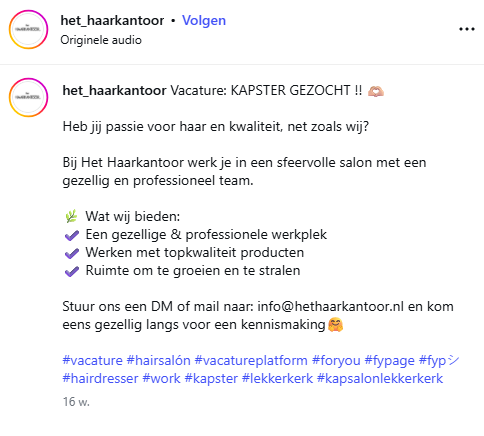 het_haarkantoor • Volgen
Originele audio
het_haarkantoor Vacature: KAPSTER GEZOCHT !! 🫶🏼
Heb jij passie voor haar en kwaliteit, net zoals wij?
Bij Het Haarkantoor werk je in een sfeervolle salon met een
gezellig en professioneel team.
🌿 Wat wij bieden:
✔️ Een gezellige & professionele werkplek
✔️ Werken met topkwaliteit producten
✔️ Ruimte om te groeien en te stralen
Stuur ons een DM of mail naar: info@hethaarkantoor.nl en kom
eens gezellig langs voor een kennismaking🤗
#vacature #hairsalón #vacatureplatform #foryou #fypage #fypシ
#hairdresser #work #kapster #lekkerkerk #kapsalonlekkerkerk
16 w.